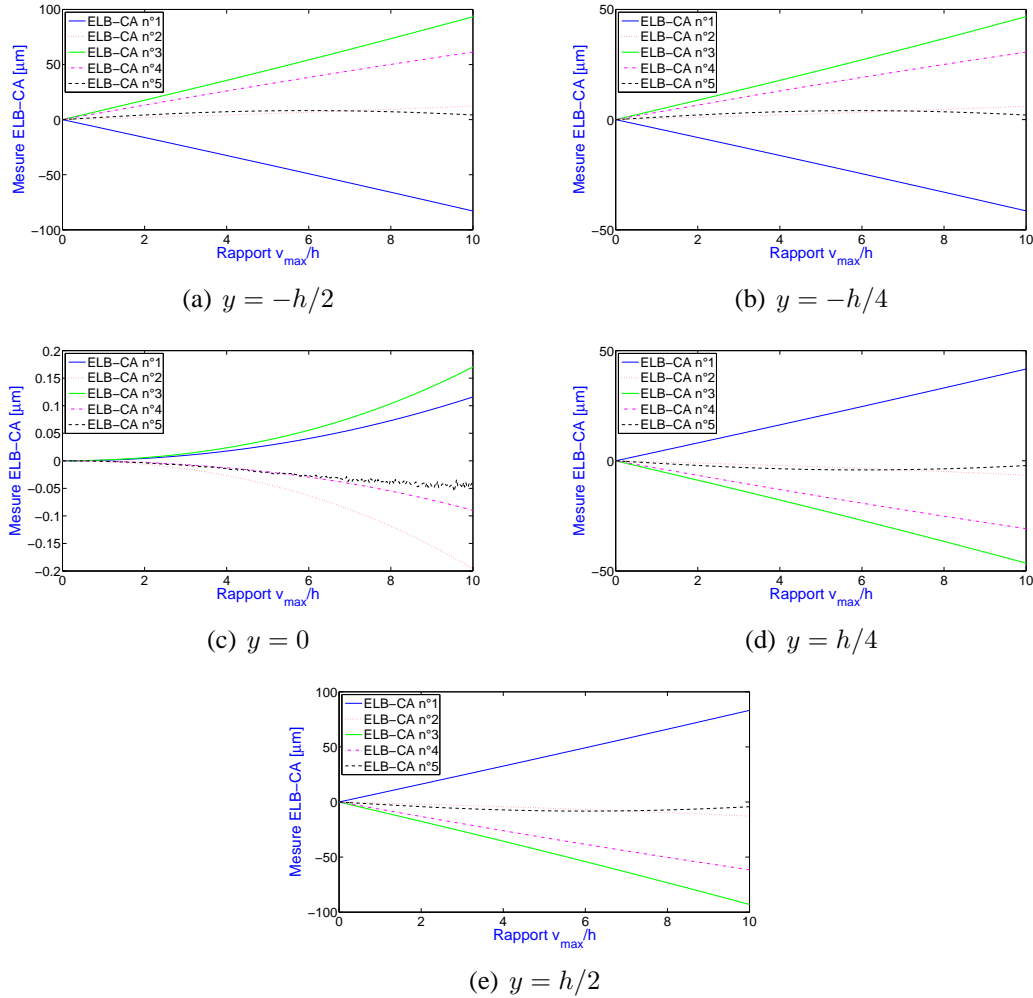 100
50
0
−50
−100
0 2 4 6 8 10
Mesure ELB−CA [μm]
Rapport v_max/h
ELB−CA n°1
ELB−CA n°2
ELB−CA n°3
ELB−CA n°4
ELB−CA n°5
(a) y = −h/2
50
0
−50
0 2 4 6 8 10
Mesure ELB−CA [μm]
Rapport v_max/h
ELB−CA n°1
ELB−CA n°2
ELB−CA n°3
ELB−CA n°4
ELB−CA n°5
(b) y = −h/4
0.2
0.15
0.1
0.05
0
−0.05
−0.1
−0.15
−0.2
0 2 4 6 8 10
Mesure ELB−CA [μm]
Rapport v_max/h
ELB−CA n°1
ELB−CA n°2
ELB−CA n°3
ELB−CA n°4
ELB−CA n°5
(c) y = 0
50
0
−50
0 2 4 6 8 10
Mesure ELB−CA [μm]
Rapport v_max/h
ELB−CA n°1
ELB−CA n°2
ELB−CA n°3
ELB−CA n°4
ELB−CA n°5
(d) y = h/4
100
50
0
−50
−100
0 2 4 6 8 10
Mesure ELB−CA [μm]
Rapport v_max/h
ELB−CA n°1
ELB−CA n°2
ELB−CA n°3
ELB−CA n°4
ELB−CA n°5
(e) y = h/2